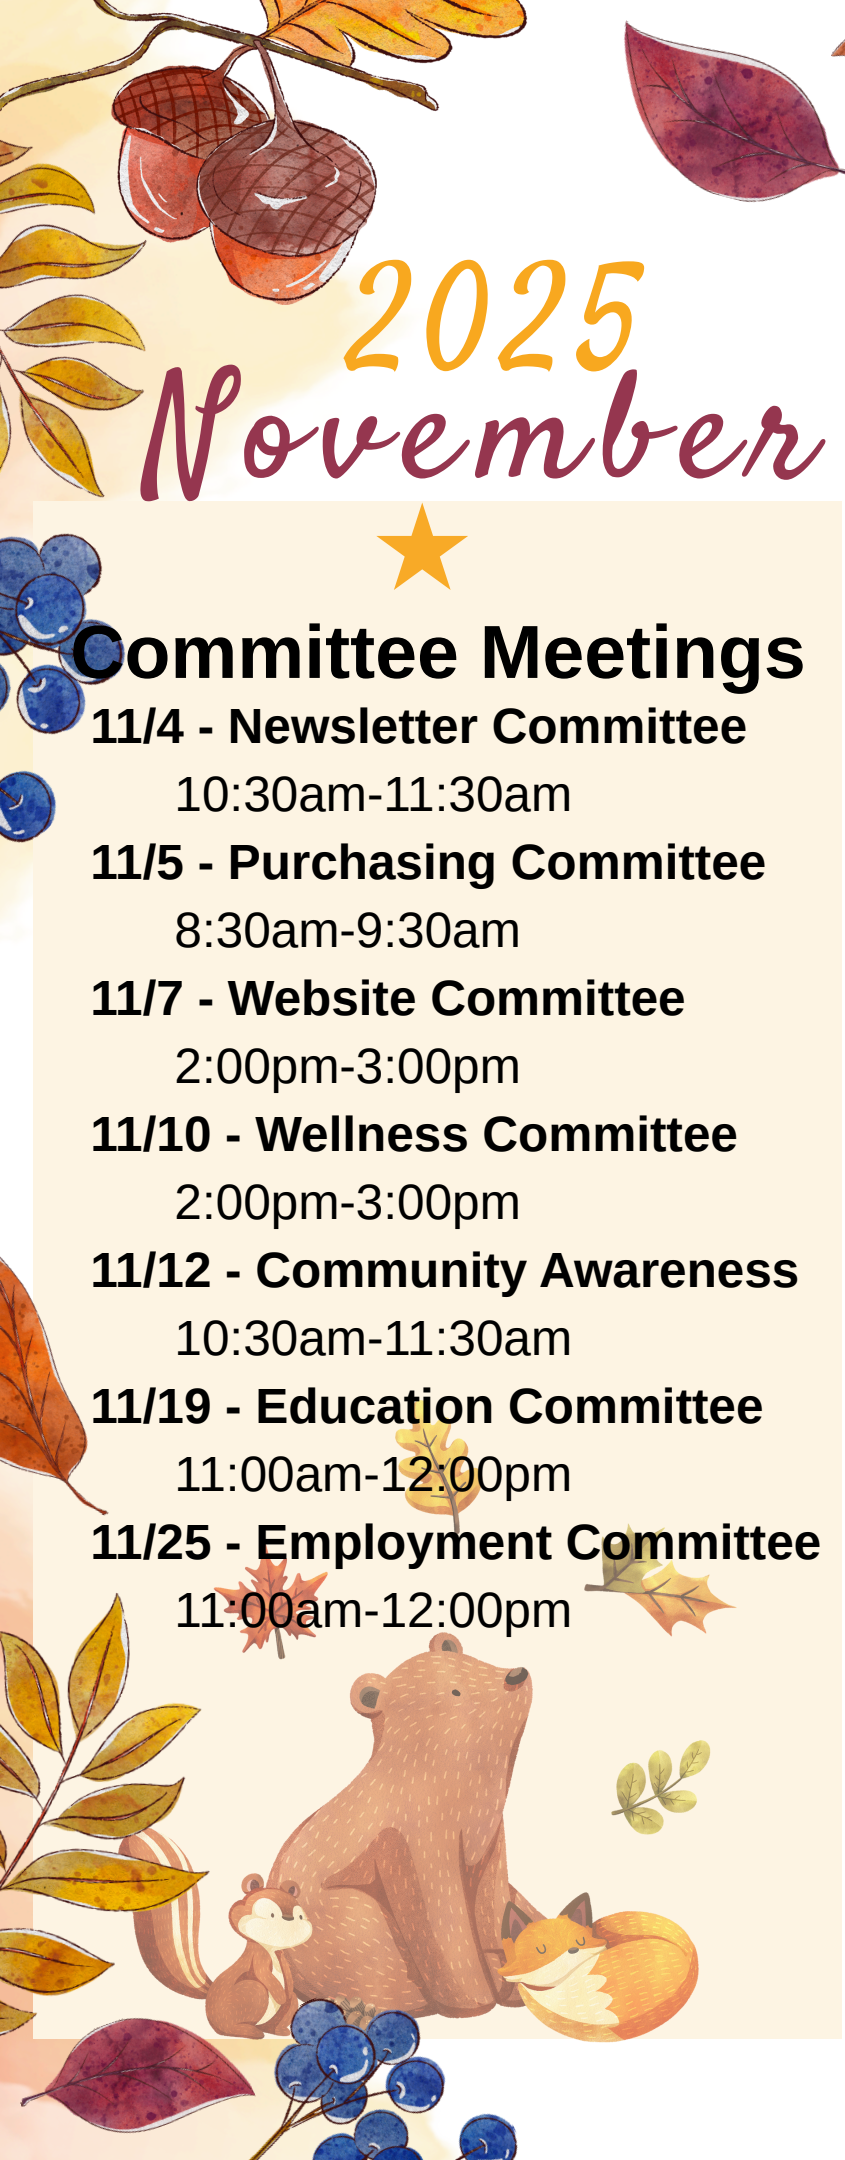 2025
November
Committee Meetings
11/4 - Newsletter Committee
10:30am-11:30am
11/5 - Purchasing Committee
8:30am-9:30am
11/7 - Website Committee
2:00pm-3:00pm
11/10 - Wellness Committee
2:00pm-3:00pm
11/12 - Community Awareness
10:30am-11:30am
11/19 - Education Committee
11:00am-12:00pm
11/25 - Employment Committee
11:00am-12:00pm